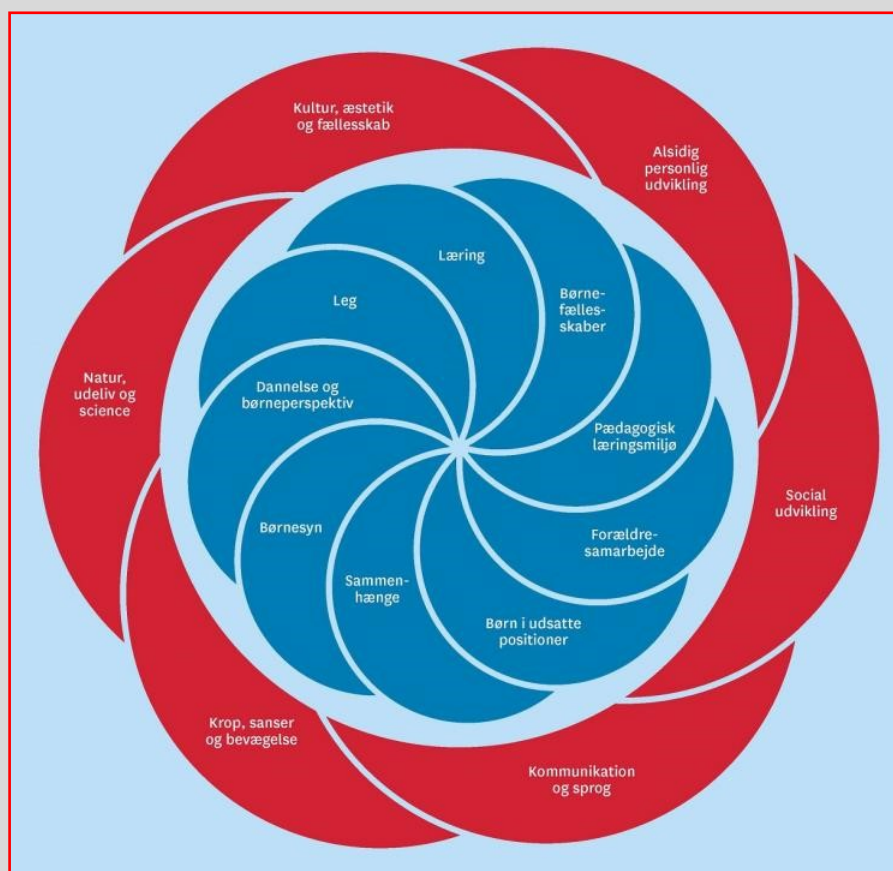 Kultur, æstetik
og fællesskab
Alsidig
personlig
udvikling
Social
udvikling
Kommunikation
og sprog
Krop, sanser
og bevægelse
Natur,
udeliv og
science
Læring
Børne-
fælles-
skaber
Pædagogisk
læringsmiljø
Forældre-
samarbejde
Børn i udsatte
positioner
Sammen-
hænge
Børnesyn
Dannelse og
børneperspektiv
Leg